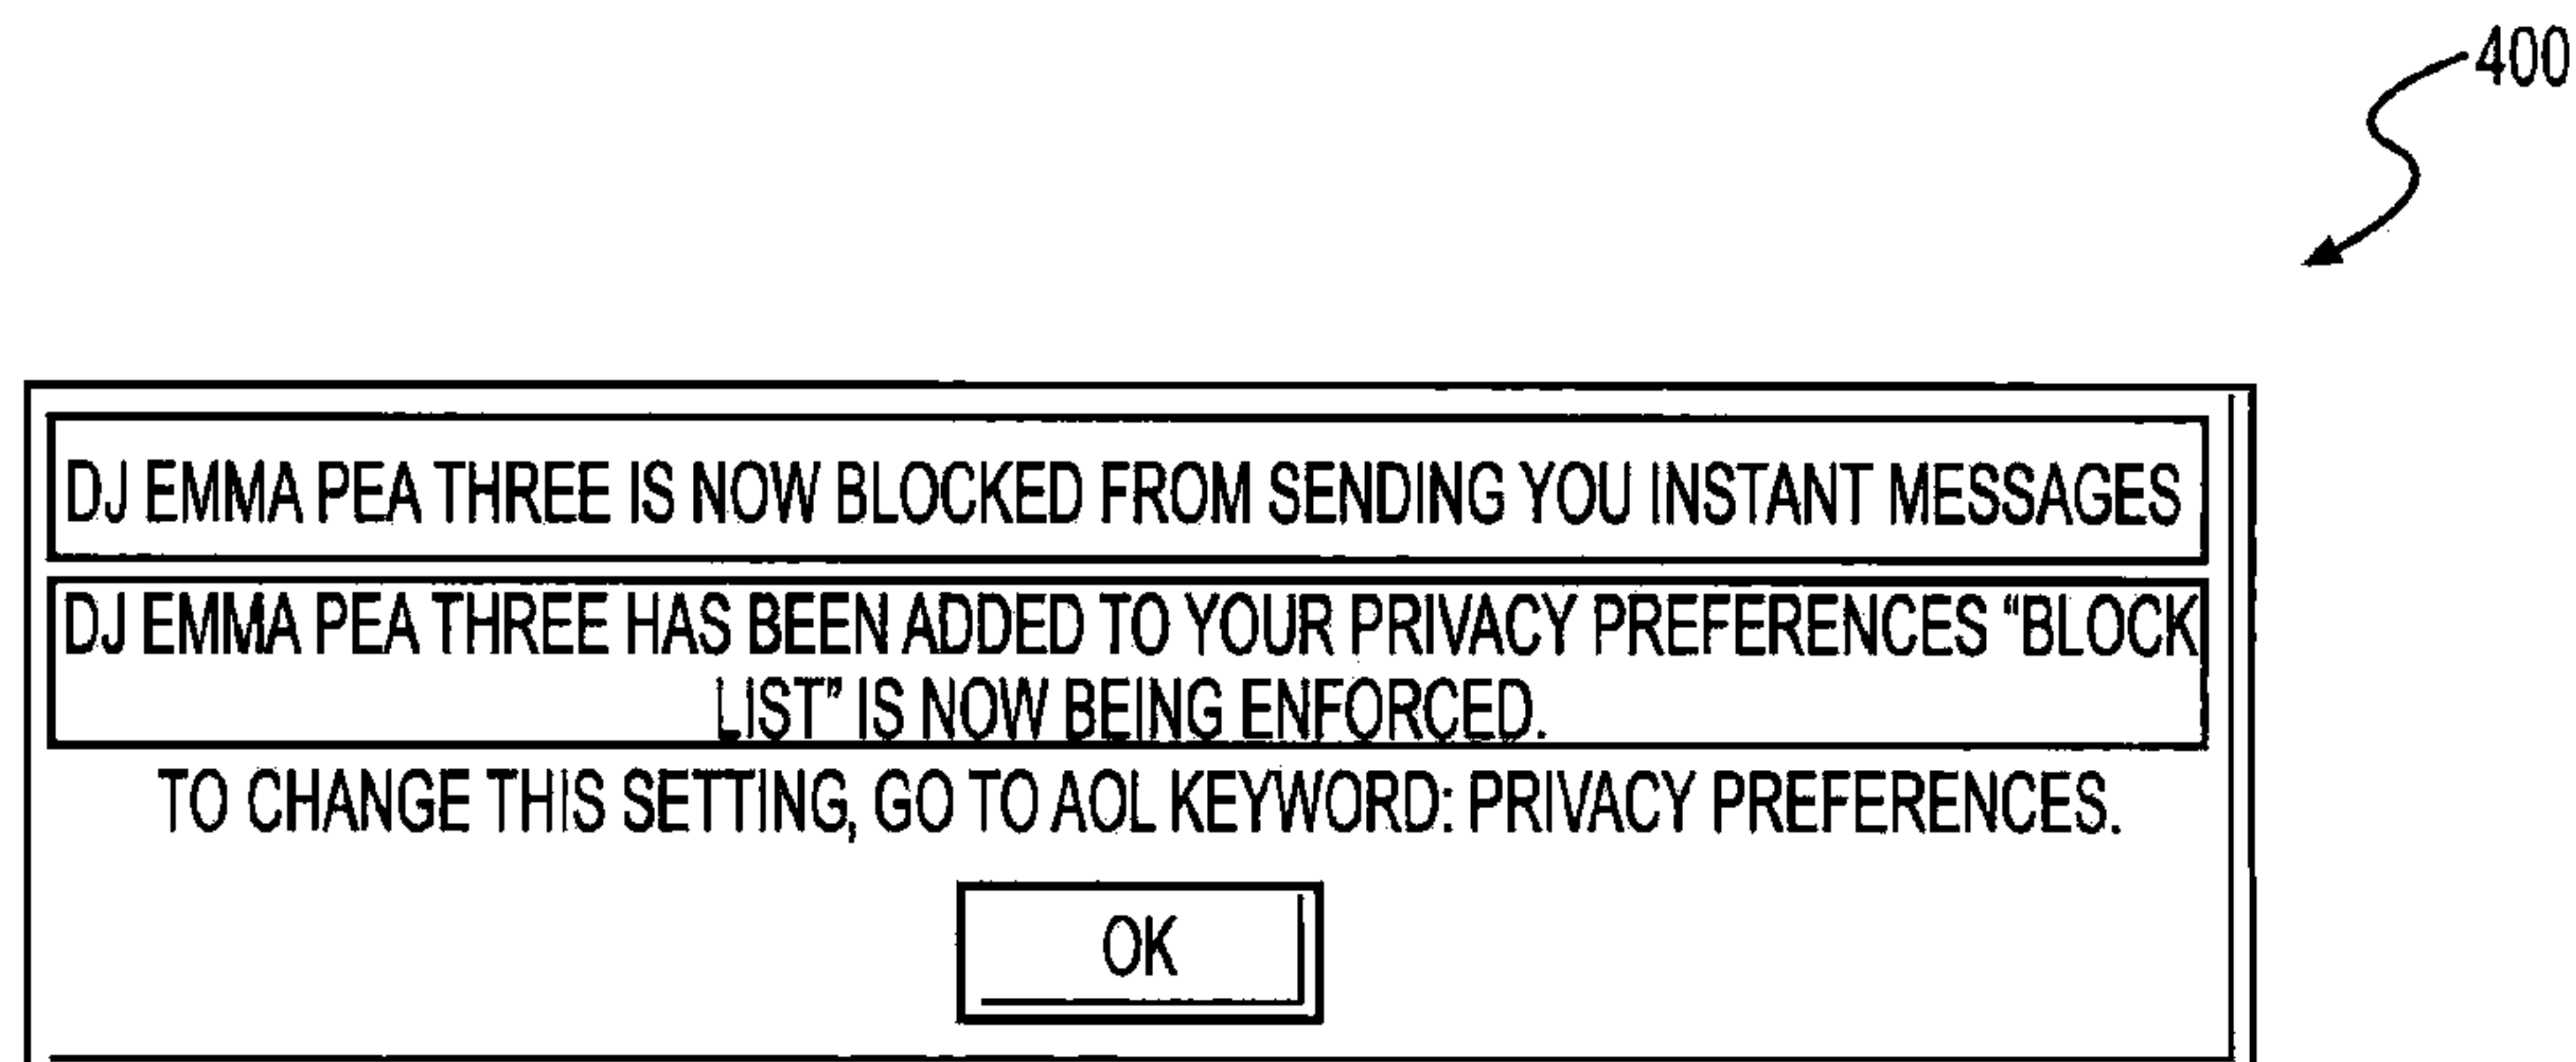 400
DJ EMMA PEA THREE IS NOW BLOCKED FROM SENDING YOU INSTANT MESSAGES
DJ EMMA PEA THREE HAS BEEN ADDED TO YOUR PRIVACY PREFERENCES “BLOCK
LIST” IS NOW BEING ENFORCED.
TO CHANGE THIS SETTING, GO TO AOL KEYWORD: PRIVACY PREFERENCES.
OK